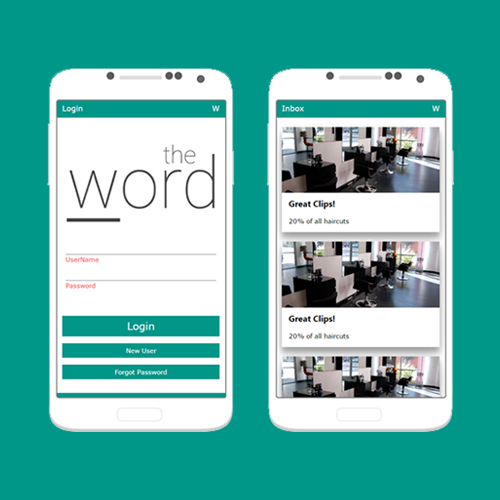 Login W
the
word
UserName
Password
Login
New User
Forgot Password
Inbox W
Great Clips!
20% of all haircuts
Great Clips!
20% of all haircuts